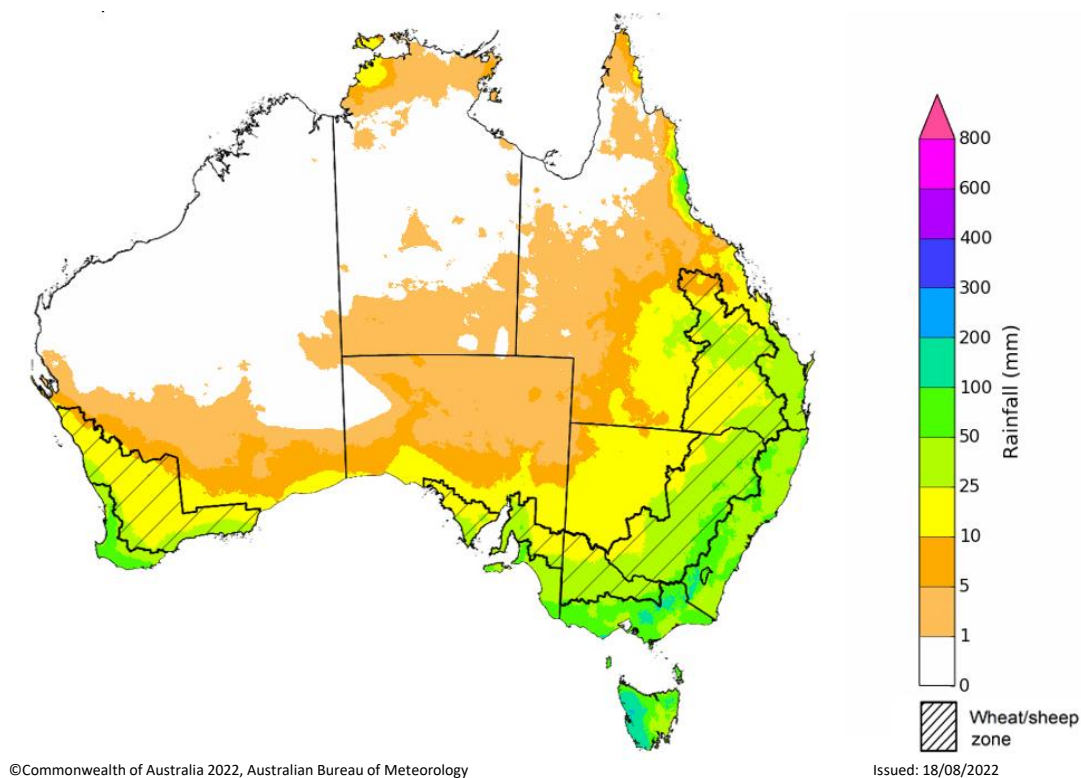 800
600
400
300
200
100
50
25
10
5
1
0
Rainfall (mm)
Wheat/sheep
zone
©Commonwealth of Australia 2022, Australian Bureau of Meteorology
Issued: 18/08/2022